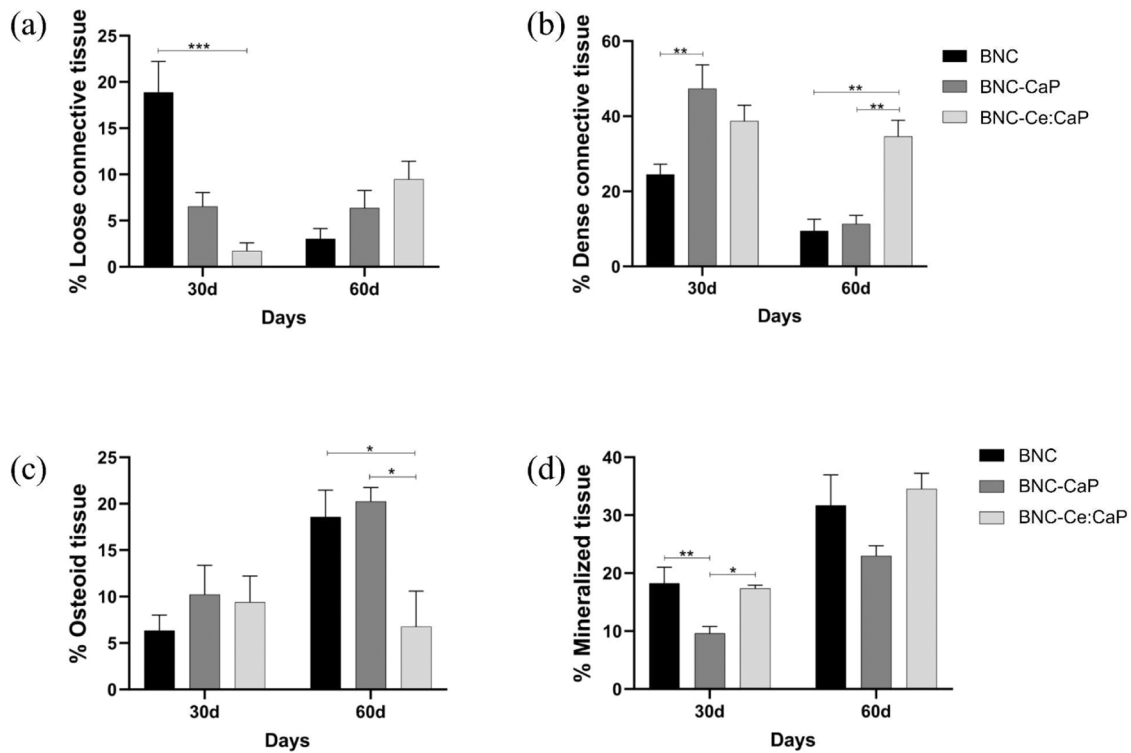 (a)
% Loose connective tissue
25
20
15
10
5
0
***
30d
60d
Days
(b)
% Dense connective tissue
60
40
20
0
**
**
**
30d
60d
Days
BNC
BNC-CaP
BNC-Ce:CaP
(c)
% Osteoid tissue
25
20
15
10
5
0
*
*
30d
60d
Days
(d)
% Mineralized tissue
40
30
20
10
0
**
*
30d
60d
Days
BNC
BNC-CaP
BNC-Ce:CaP